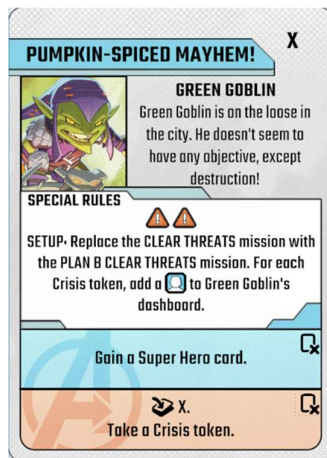 X
PUMPKIN-SPICED MAYHEM!
GREEN GOBLIN
Green Goblin is on the loose in
the city. He doesn't seem to
have any objective, except
destruction!
SPECIAL RULES
SETUP: Replace the CLEAR THREATS mission with
the PLAN B CLEAR THREATS mission. For each
Crisis token, add a to Green Goblin's
dashboard.
Gain a Super Hero card.
X.
Take a Crisis token.